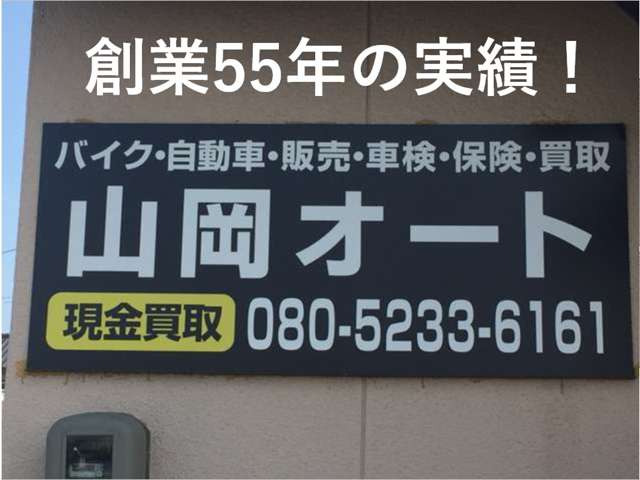 創業55年の実績！
バイク・自動車・販売・車検・保険・買取
山岡オート
現金買取 080-5233-6161